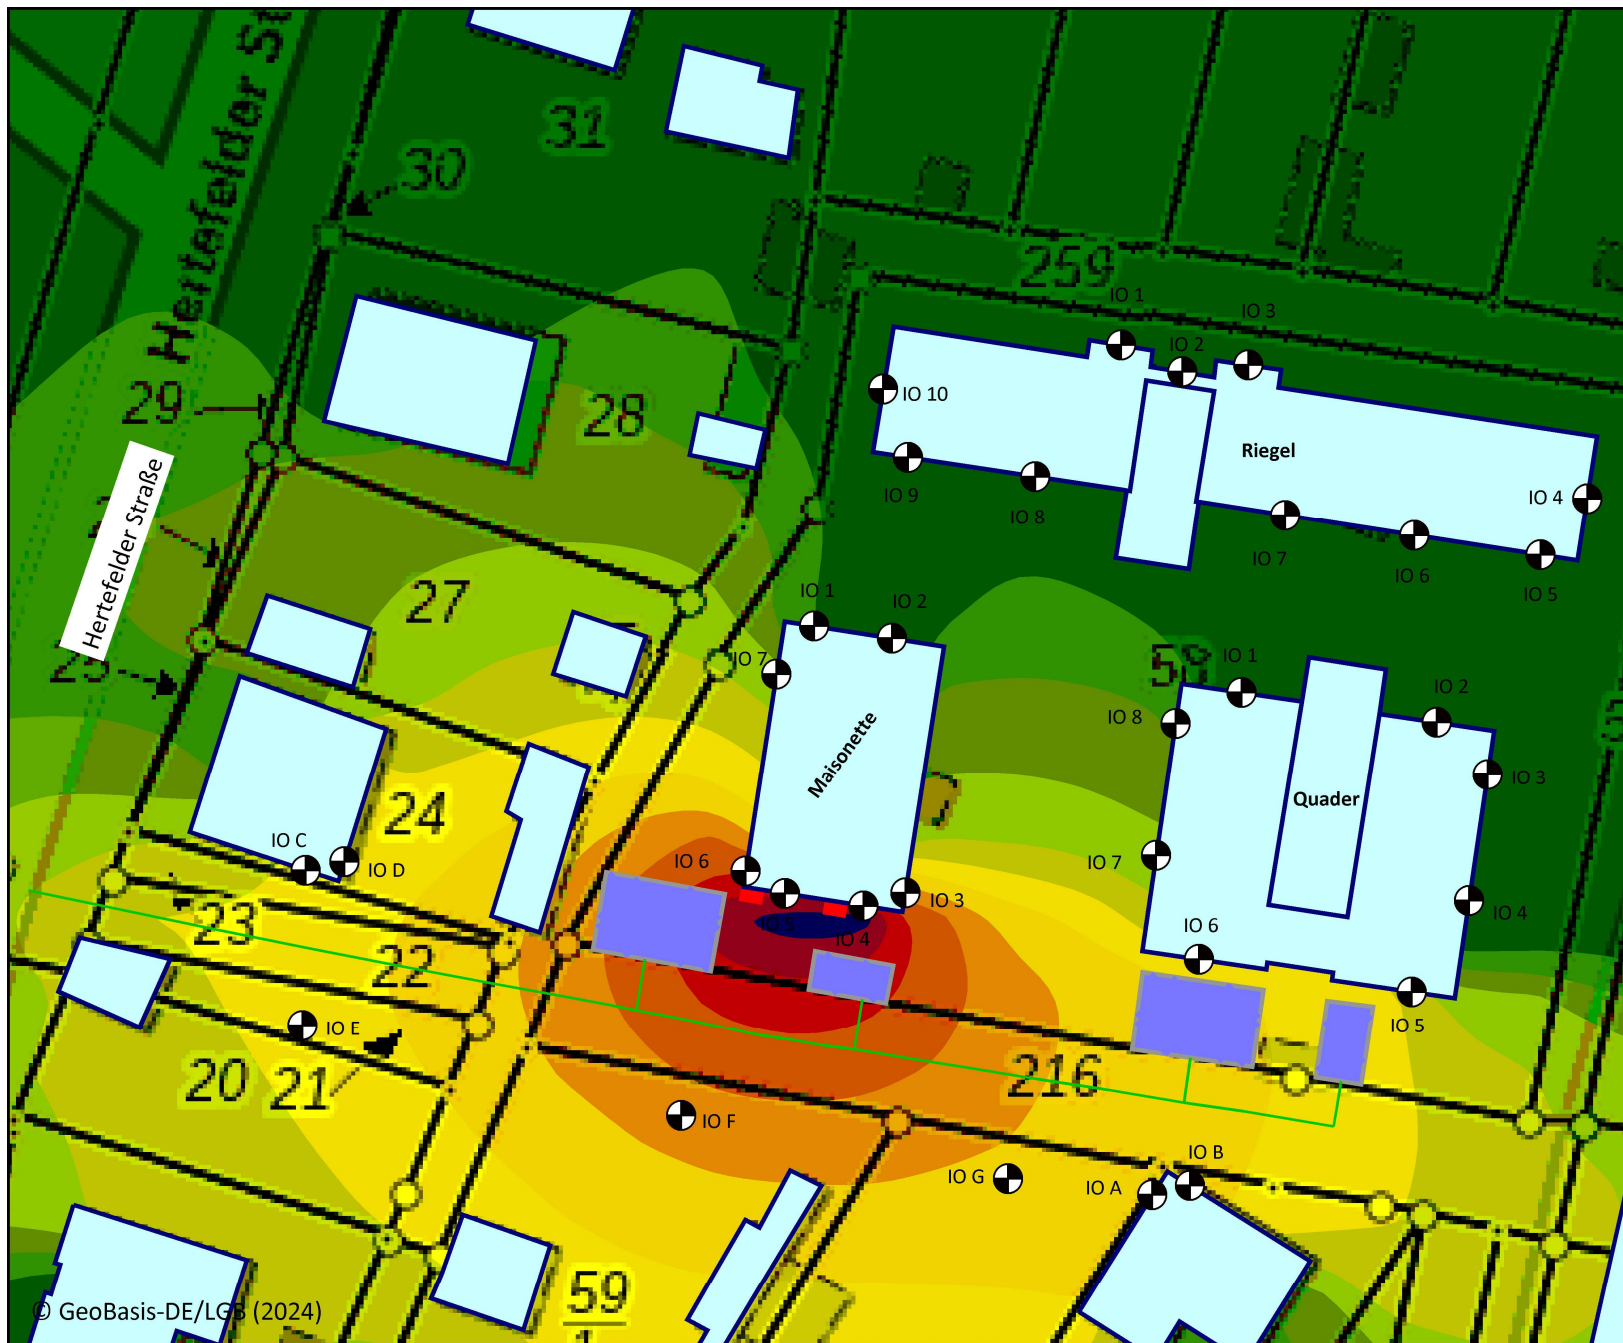 Hertefelder St
31
30
259
IO 1
IO 3
IO 2
29
28
IO 10
Riegel
IO 9
IO 8
IO 4
IO 7
IO 6
IO 5
Hertefelder Straße
27
IO 1
IO 2
IO 7
Maisonette
58
IO 1
IO 2
IO 8
IO 3
Quader
24
IO C
IO D
IO 6
IO 3
IO 5
IO 4
IO 7
IO 4
IO 6
IO 5
23
22
IO E
20
21
216
IO F
IO G
IO A
IO B
59
1
© GeoBasis-DE/LGB (2024)